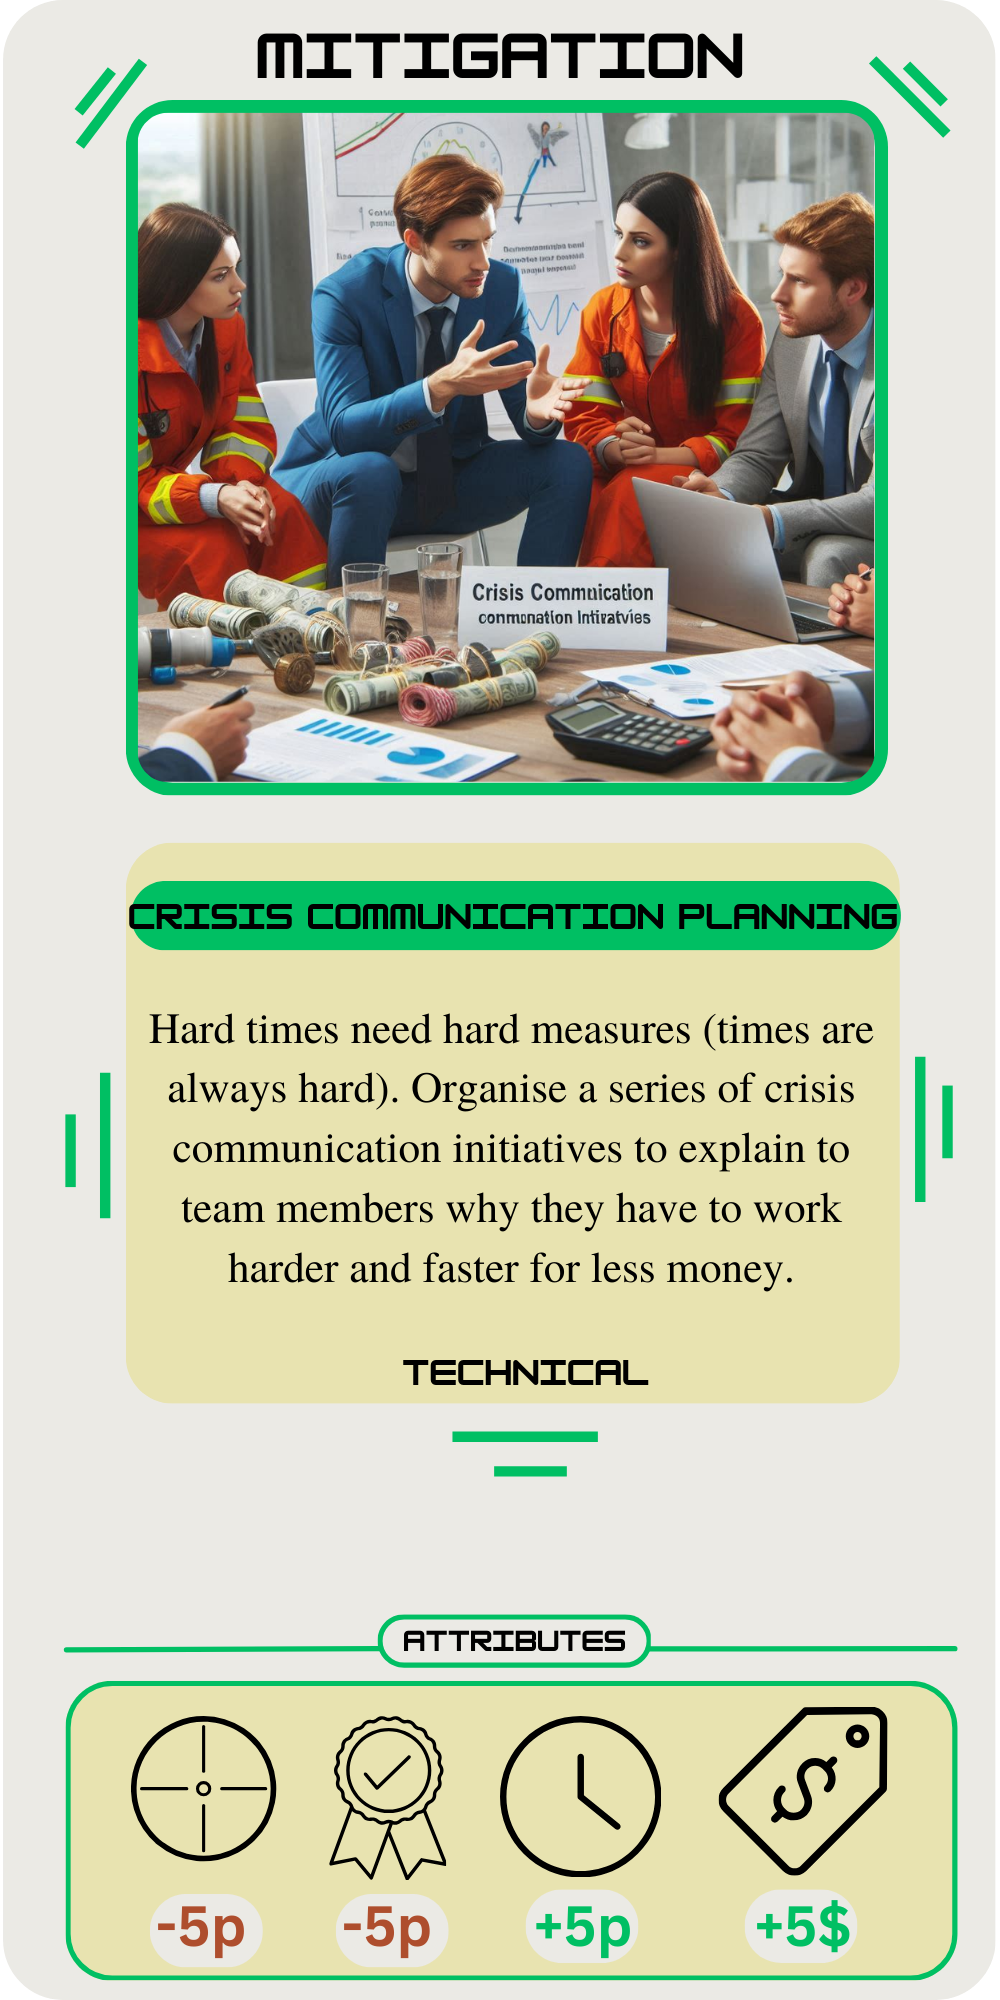 MITIGATION
Crisis Commuication
conmunation Intiratvies
CRISIS COMMUNICATION PLANNING
Hard times need hard measures (times are
always hard). Organise a series of crisis
communication initiatives to explain to
team members why they have to work
harder and faster for less money.
TECHNICAL
ATTRIBUTES
-5p
-5p
+5p
+5$